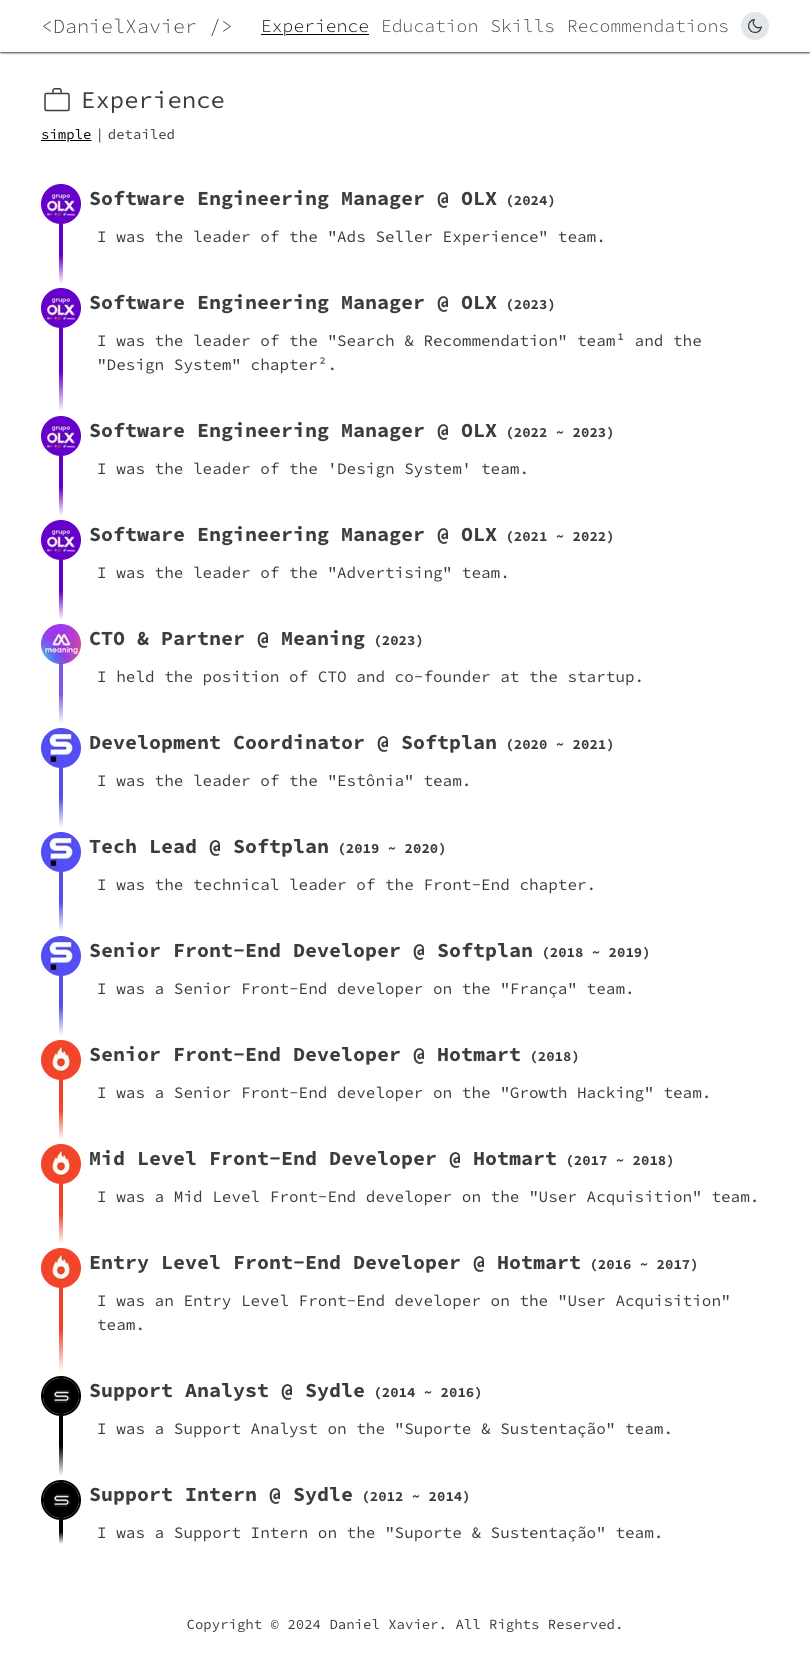 <DanielXavier />
Experience Education Skills Recommendations
Experience
simple | detailed
grupo
OLX
Software Engineering Manager @ OLX (2024)
I was the leader of the "Ads Seller Experience" team.
grupo
OLX
Software Engineering Manager @ OLX (2023)
I was the leader of the "Search & Recommendation" team¹ and the
"Design System" chapter².
grupo
OLX
Software Engineering Manager @ OLX (2022 ~ 2023)
I was the leader of the 'Design System' team.
grupo
OLX
Software Engineering Manager @ OLX (2021 ~ 2022)
I was the leader of the "Advertising" team.
meaning
CTO & Partner @ Meaning (2023)
I held the position of CTO and co-founder at the startup.
Development Coordinator @ Softplan (2020 ~ 2021)
I was the leader of the "Estônia" team.
Tech Lead @ Softplan (2019 ~ 2020)
I was the technical leader of the Front-End chapter.
Senior Front-End Developer @ Softplan (2018 ~ 2019)
I was a Senior Front-End developer on the "França" team.
Senior Front-End Developer @ Hotmart (2018)
I was a Senior Front-End developer on the "Growth Hacking" team.
Mid Level Front-End Developer @ Hotmart (2017 ~ 2018)
I was a Mid Level Front-End developer on the "User Acquisition" team.
Entry Level Front-End Developer @ Hotmart (2016 ~ 2017)
I was an Entry Level Front-End developer on the "User Acquisition"
team.
Support Analyst @ Sydle (2014 ~ 2016)
I was a Support Analyst on the "Suporte & Sustentação" team.
Support Intern @ Sydle (2012 ~ 2014)
I was a Support Intern on the "Suporte & Sustentação" team.
Copyright © 2024 Daniel Xavier. All Rights Reserved.